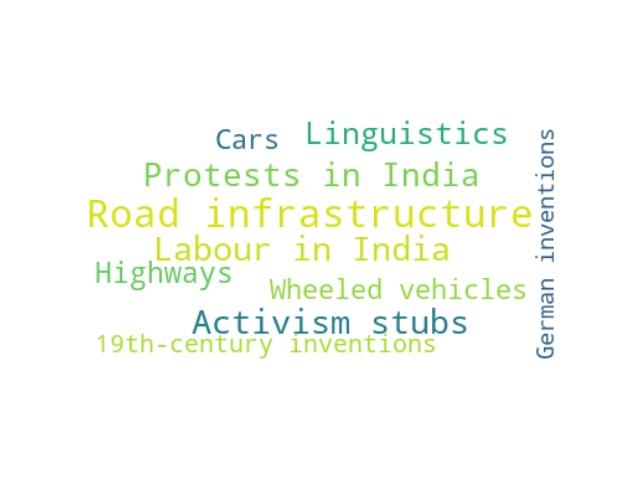 Cars
Linguistics
Protests in India
Road infrastructure
Labour in India
Highways
Wheeled vehicles
Activism stubs
19th-century inventions
German inventions